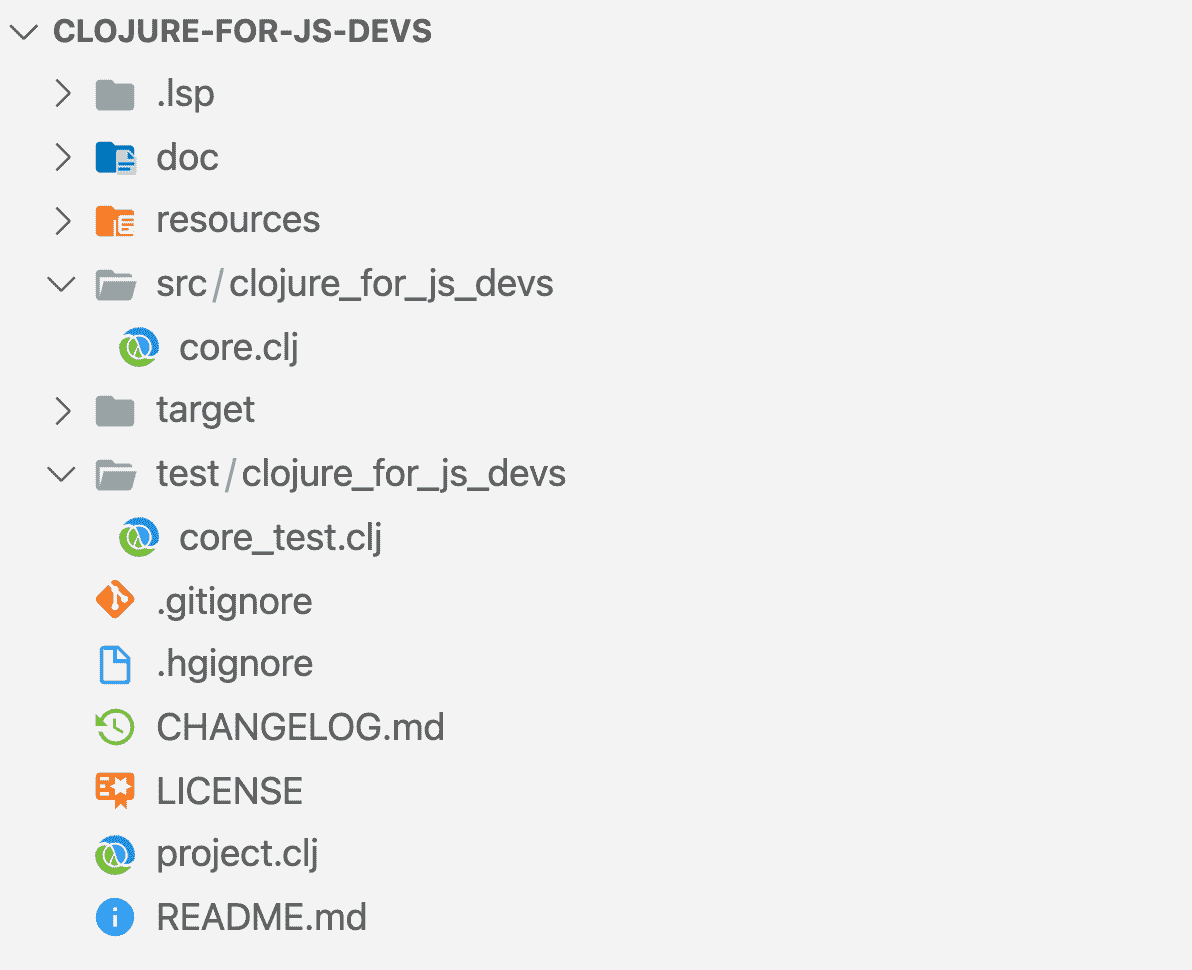 CLOJURE-FOR-JS-DEVS
.lsp
doc
resources
src/clojure_for_js_devs
core.clj
target
test/clojure_for_js_devs
core_test.clj
.gitignore
.hgignore
CHANGELOG.md
LICENSE
project.clj
README.md